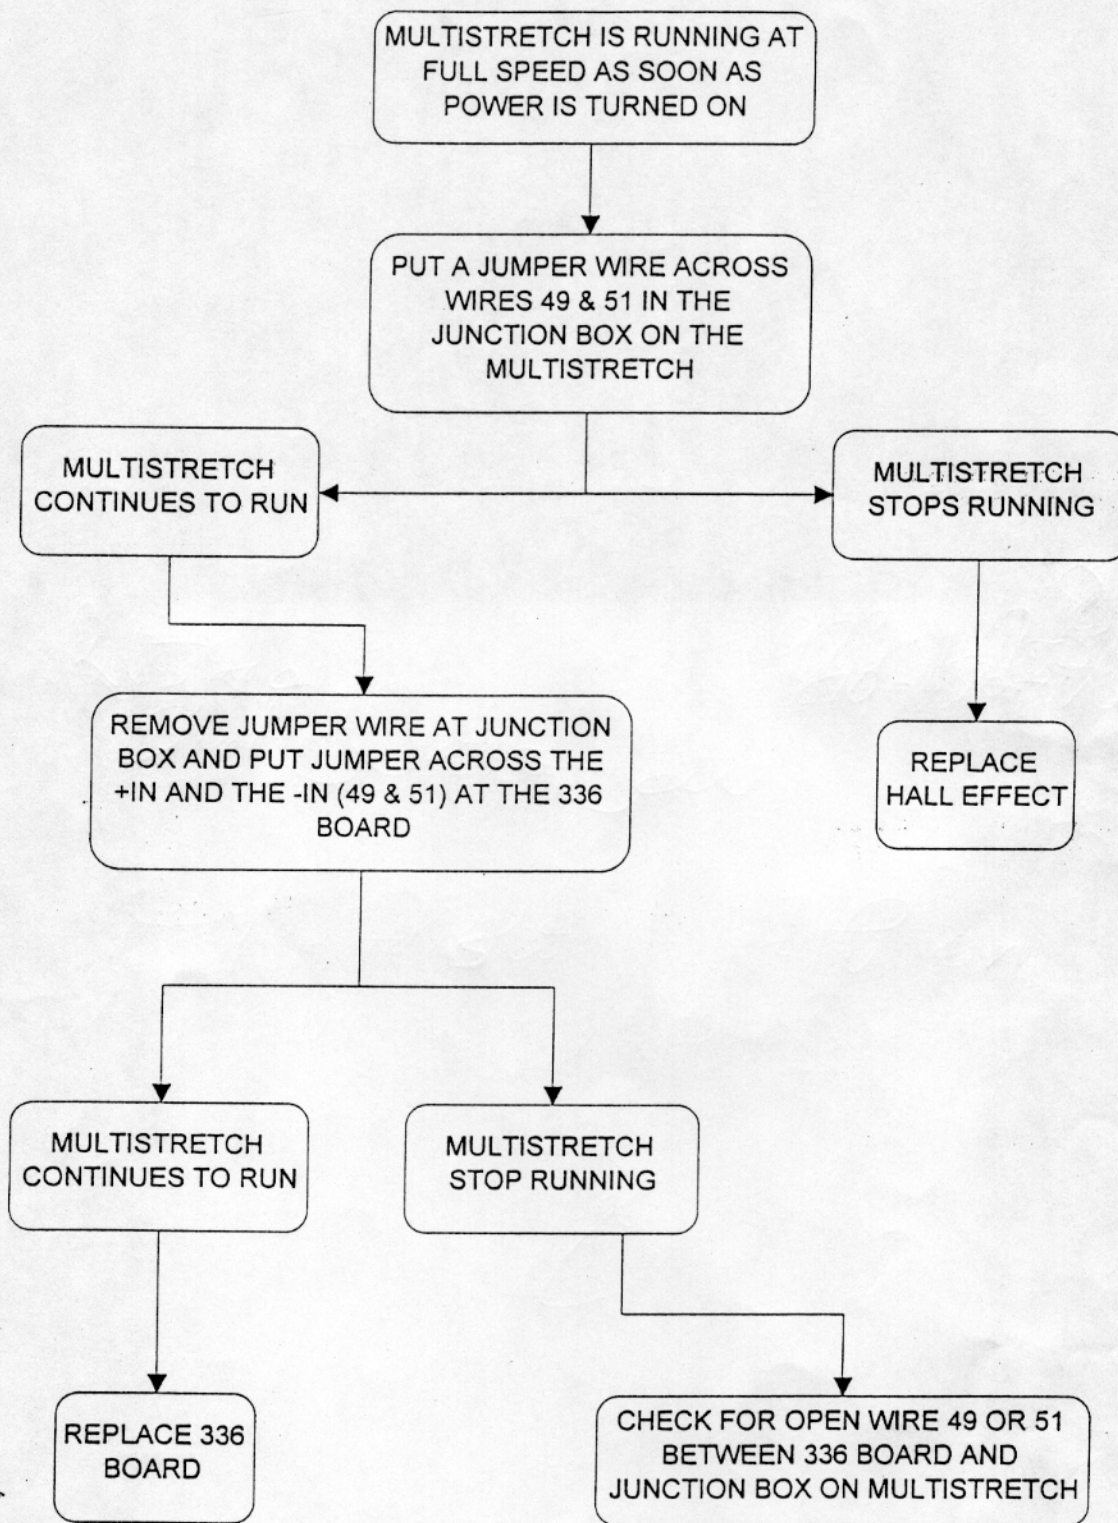 MULTISTRETCH IS RUNNING AT
FULL SPEED AS SOON AS
POWER IS TURNED ON
PUT A JUMPER WIRE ACROSS
WIRES 49 & 51 IN THE
JUNCTION BOX ON THE
MULTISTRETCH
MULTISTRETCH
CONTINUES TO RUN
MULTISTRETCH
STOPS RUNNING
REMOVE JUMPER WIRE AT JUNCTION
BOX AND PUT JUMPER ACROSS THE
+IN AND THE -IN (49 & 51) AT THE 336
BOARD
REPLACE
HALL EFFECT
MULTISTRETCH
CONTINUES TO RUN
MULTISTRETCH
STOP RUNNING
REPLACE 336
BOARD
CHECK FOR OPEN WIRE 49 OR 51
BETWEEN 336 BOARD AND
JUNCTION BOX ON MULTISTRETCH